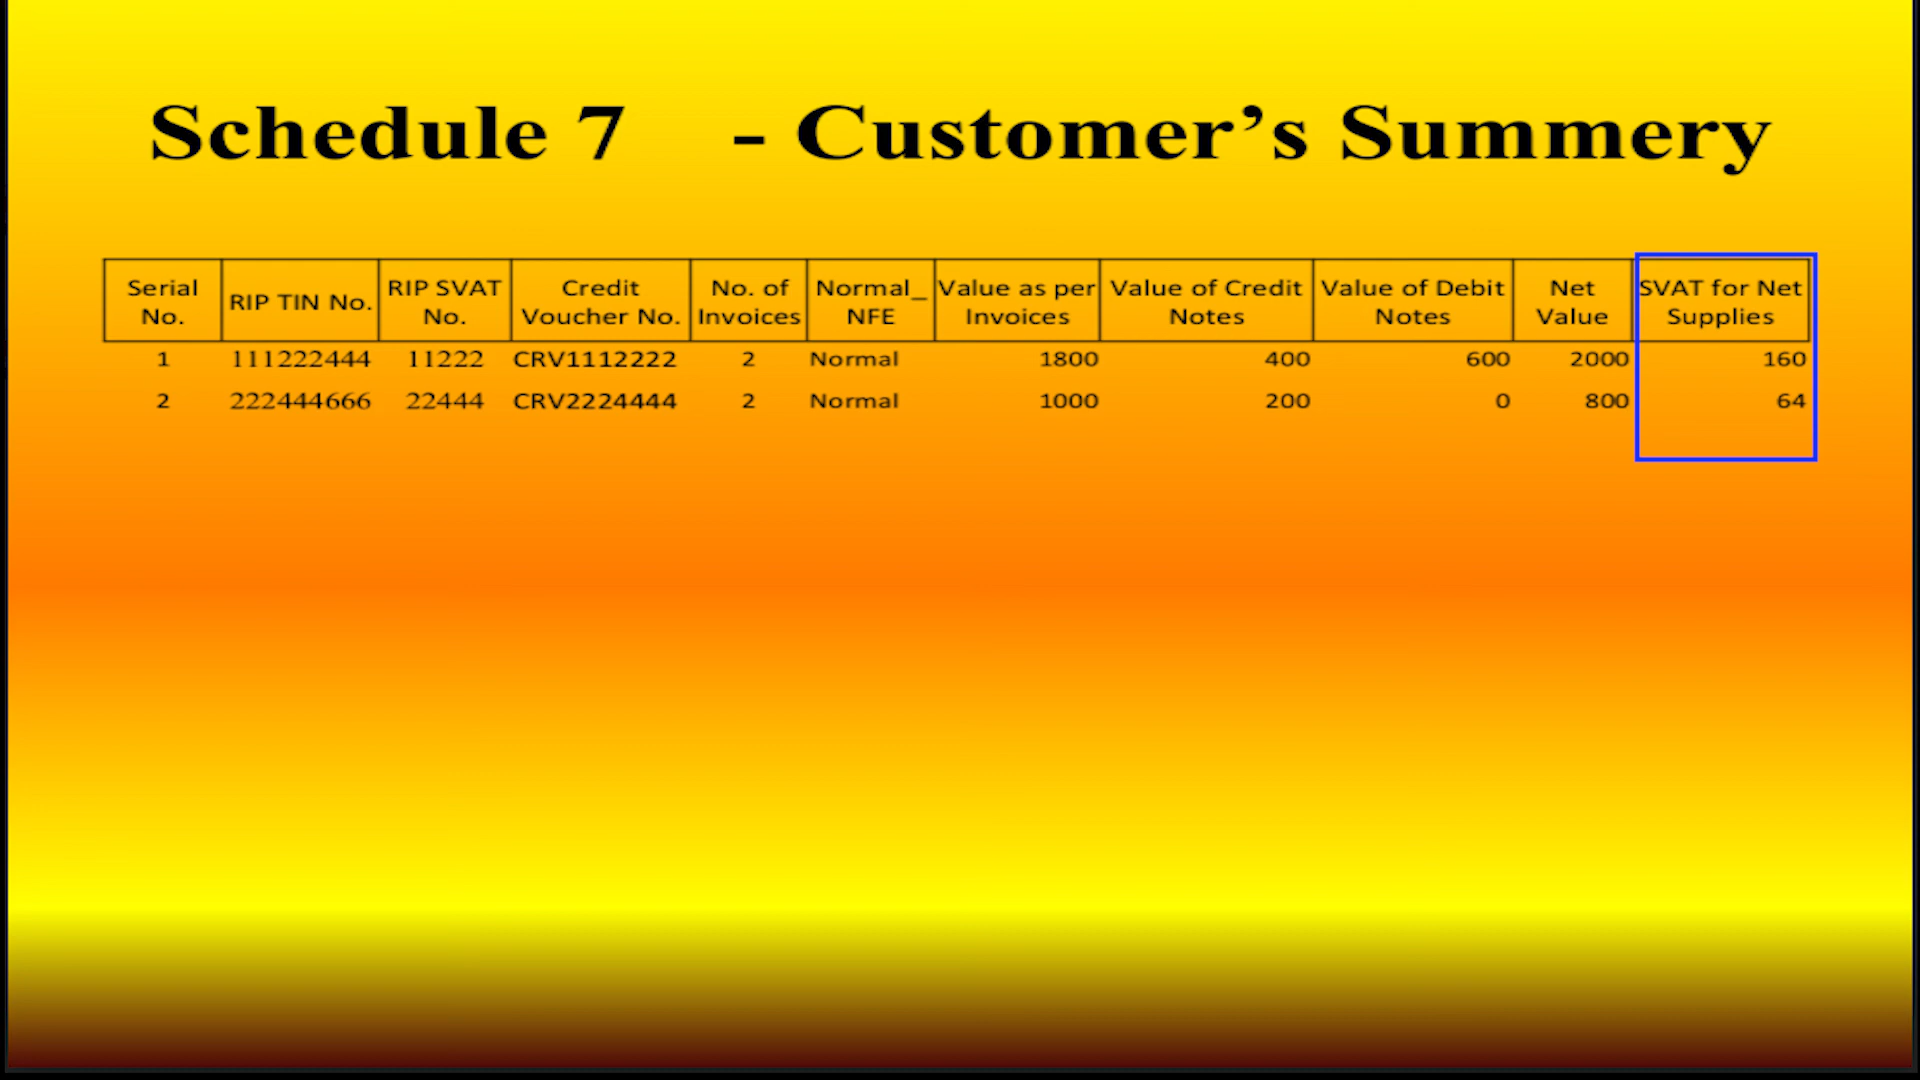 Schedule 7 - Customer’s Summery
Serial No. RIP TIN No. RIP SVAT No. Credit Voucher No. No. of Invoices Normal_NFE Value as per Invoices Value of Credit Notes Value of Debit Notes Net Value SVAT for Net Supplies
1 111222444 11222 CRV1112222 2 Normal 1800 400 600 2000 160
2 222444666 22444 CRV2224444 2 Normal 1000 200 0 800 64